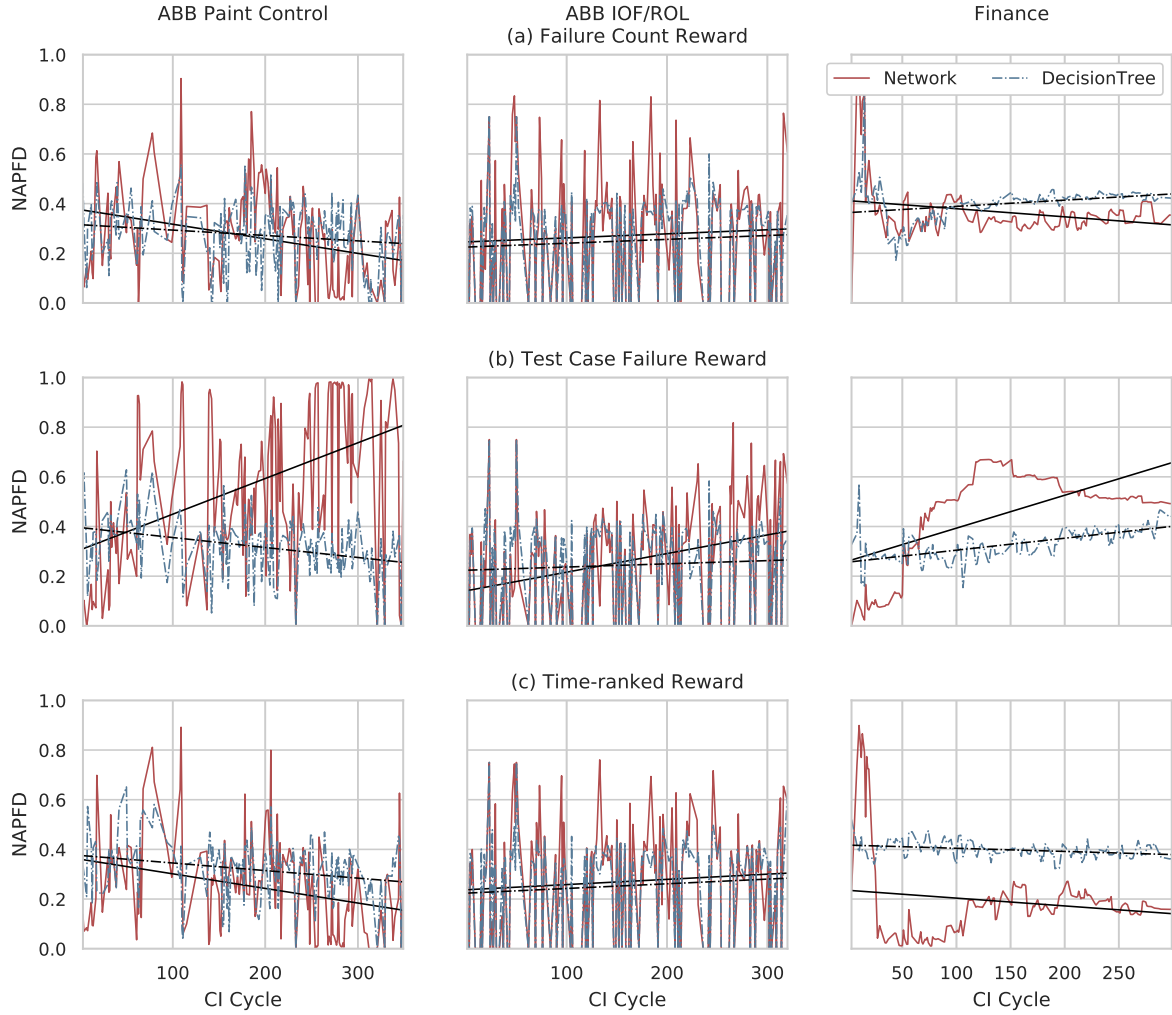 ABB Paint Control
ABB IOF/ROL
Finance
(a) Failure Count Reward
NAPFD
1.0
0.8
0.6
0.4
0.2
0.0
Network
DecisionTree
(b) Test Case Failure Reward
NAPFD
1.0
0.8
0.6
0.4
0.2
0.0
(c) Time-ranked Reward
NAPFD
1.0
0.8
0.6
0.4
0.2
0.0
100 200 300
100 200 300
50 100 150 200 250
CI Cycle
CI Cycle
CI Cycle